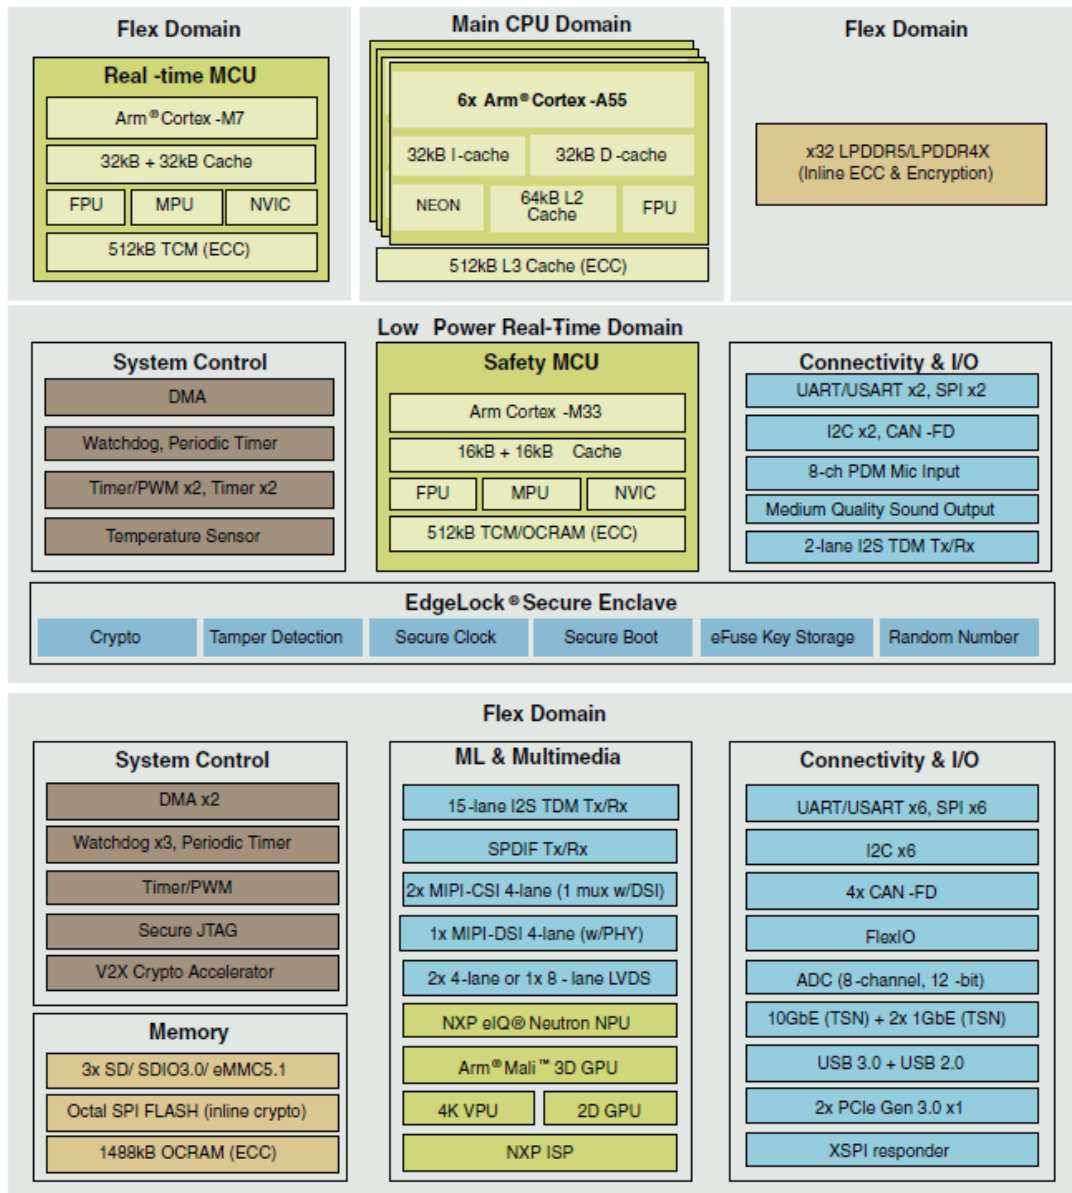 Flex Domain
Real -time MCU
Arm® Cortex -M7
32kB + 32kB Cache
FPU
MPU
NVIC
512kB TCM (ECC)
Main CPU Domain
6x Arm® Cortex -A55
32kB I-cache
32kB D -cache
NEON
64kB L2
Cache
FPU
512kB L3 Cache (ECC)
Flex Domain
x32 LPDDR5/LPDDR4X
(Inline ECC & Encryption)
Low Power Real-Time Domain
System Control
DMA
Watchdog, Periodic Timer
Timer/PWM x2, Timer x2
Temperature Sensor
Safety MCU
Arm Cortex -M33
16kB + 16kB Cache
FPU
MPU
NVIC
512kB TCM/OCRAM (ECC)
Connectivity & I/O
UART/USART x2, SPI x2
I2C x2, CAN -FD
8-ch PDM Mic Input
Medium Quality Sound Output
2-lane I2S TDM Tx/Rx
EdgeLock® Secure Enclave
Crypto
Tamper Detection
Secure Clock
Secure Boot
eFuse Key Storage
Random Number
Flex Domain
System Control
DMA x2
Watchdog x3, Periodic Timer
Timer/PWM
Secure JTAG
V2X Crypto Accelerator
Memory
3x SD/ SDIO3.0/ eMMC5.1
Octal SPI FLASH (inline crypto)
1488kB OCRAM (ECC)
ML & Multimedia
15-lane I2S TDM Tx/Rx
SPDIF Tx/Rx
2x MIPI-CSI 4-lane (1 mux w/DSI)
1x MIPI-DSI 4-lane (w/PHY)
2x 4-lane or 1x 8 - lane LVDS
NXP eIQ® Neutron NPU
Arm® Mali™ 3D GPU
4K VPU
2D GPU
NXP ISP
Connectivity & I/O
UART/USART x6, SPI x6
I2C x6
4x CAN -FD
FlexIO
ADC (8 -channel, 12 -bit)
10GbE (TSN) + 2x 1GbE (TSN)
USB 3.0 + USB 2.0
2x PCIe Gen 3.0 x1
XSPI responder